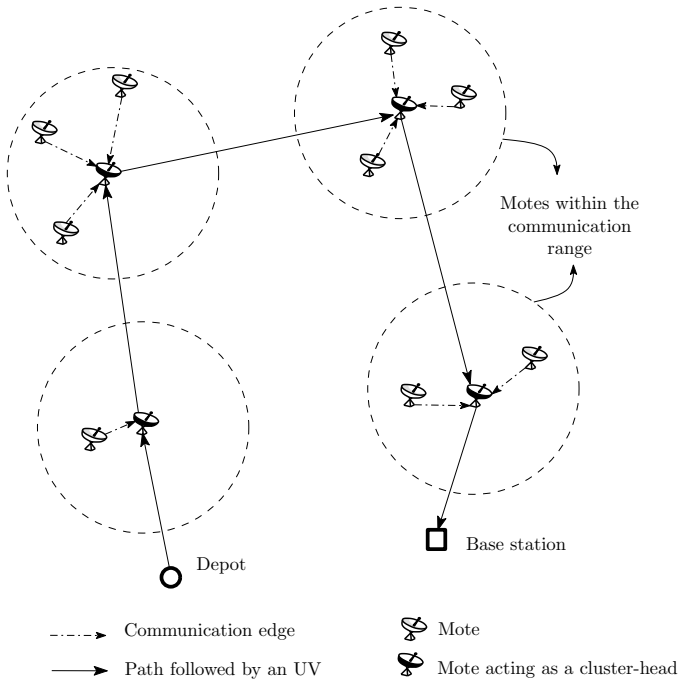 Motes within the
communication
range
Depot
Base station
Communication edge
Mote
Path followed by an UV
Mote acting as a cluster-head